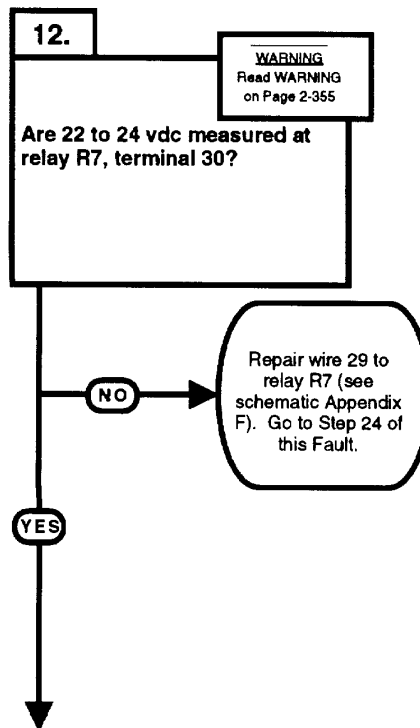 12.
WARNING
Read WARNING
on Page 2-355
Are 22 to 24 vdc measured at
relay R7, terminal 30?
NO
Repair wire 29 to
relay R7 (see
schematic Appendix
F). Go to Step 24 of
this Fault.
YES